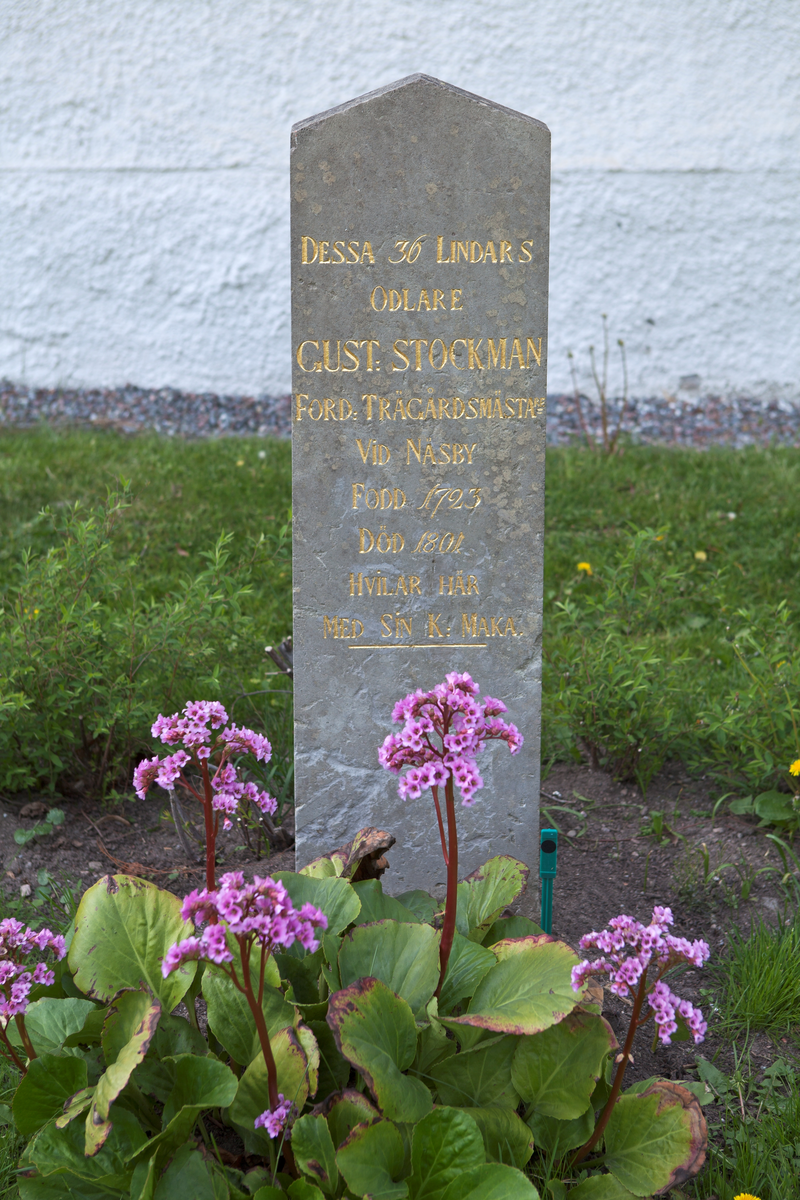 DESSA 36 LINDARS
ODLARE
GUST: STOCKMAN
FORD: TRÄGÅRDSMÄSTARE
VID NÄSBY
FÖDD 1723
DÖD 1801
HVILAR HÄR
MED SIN K: MAKA.